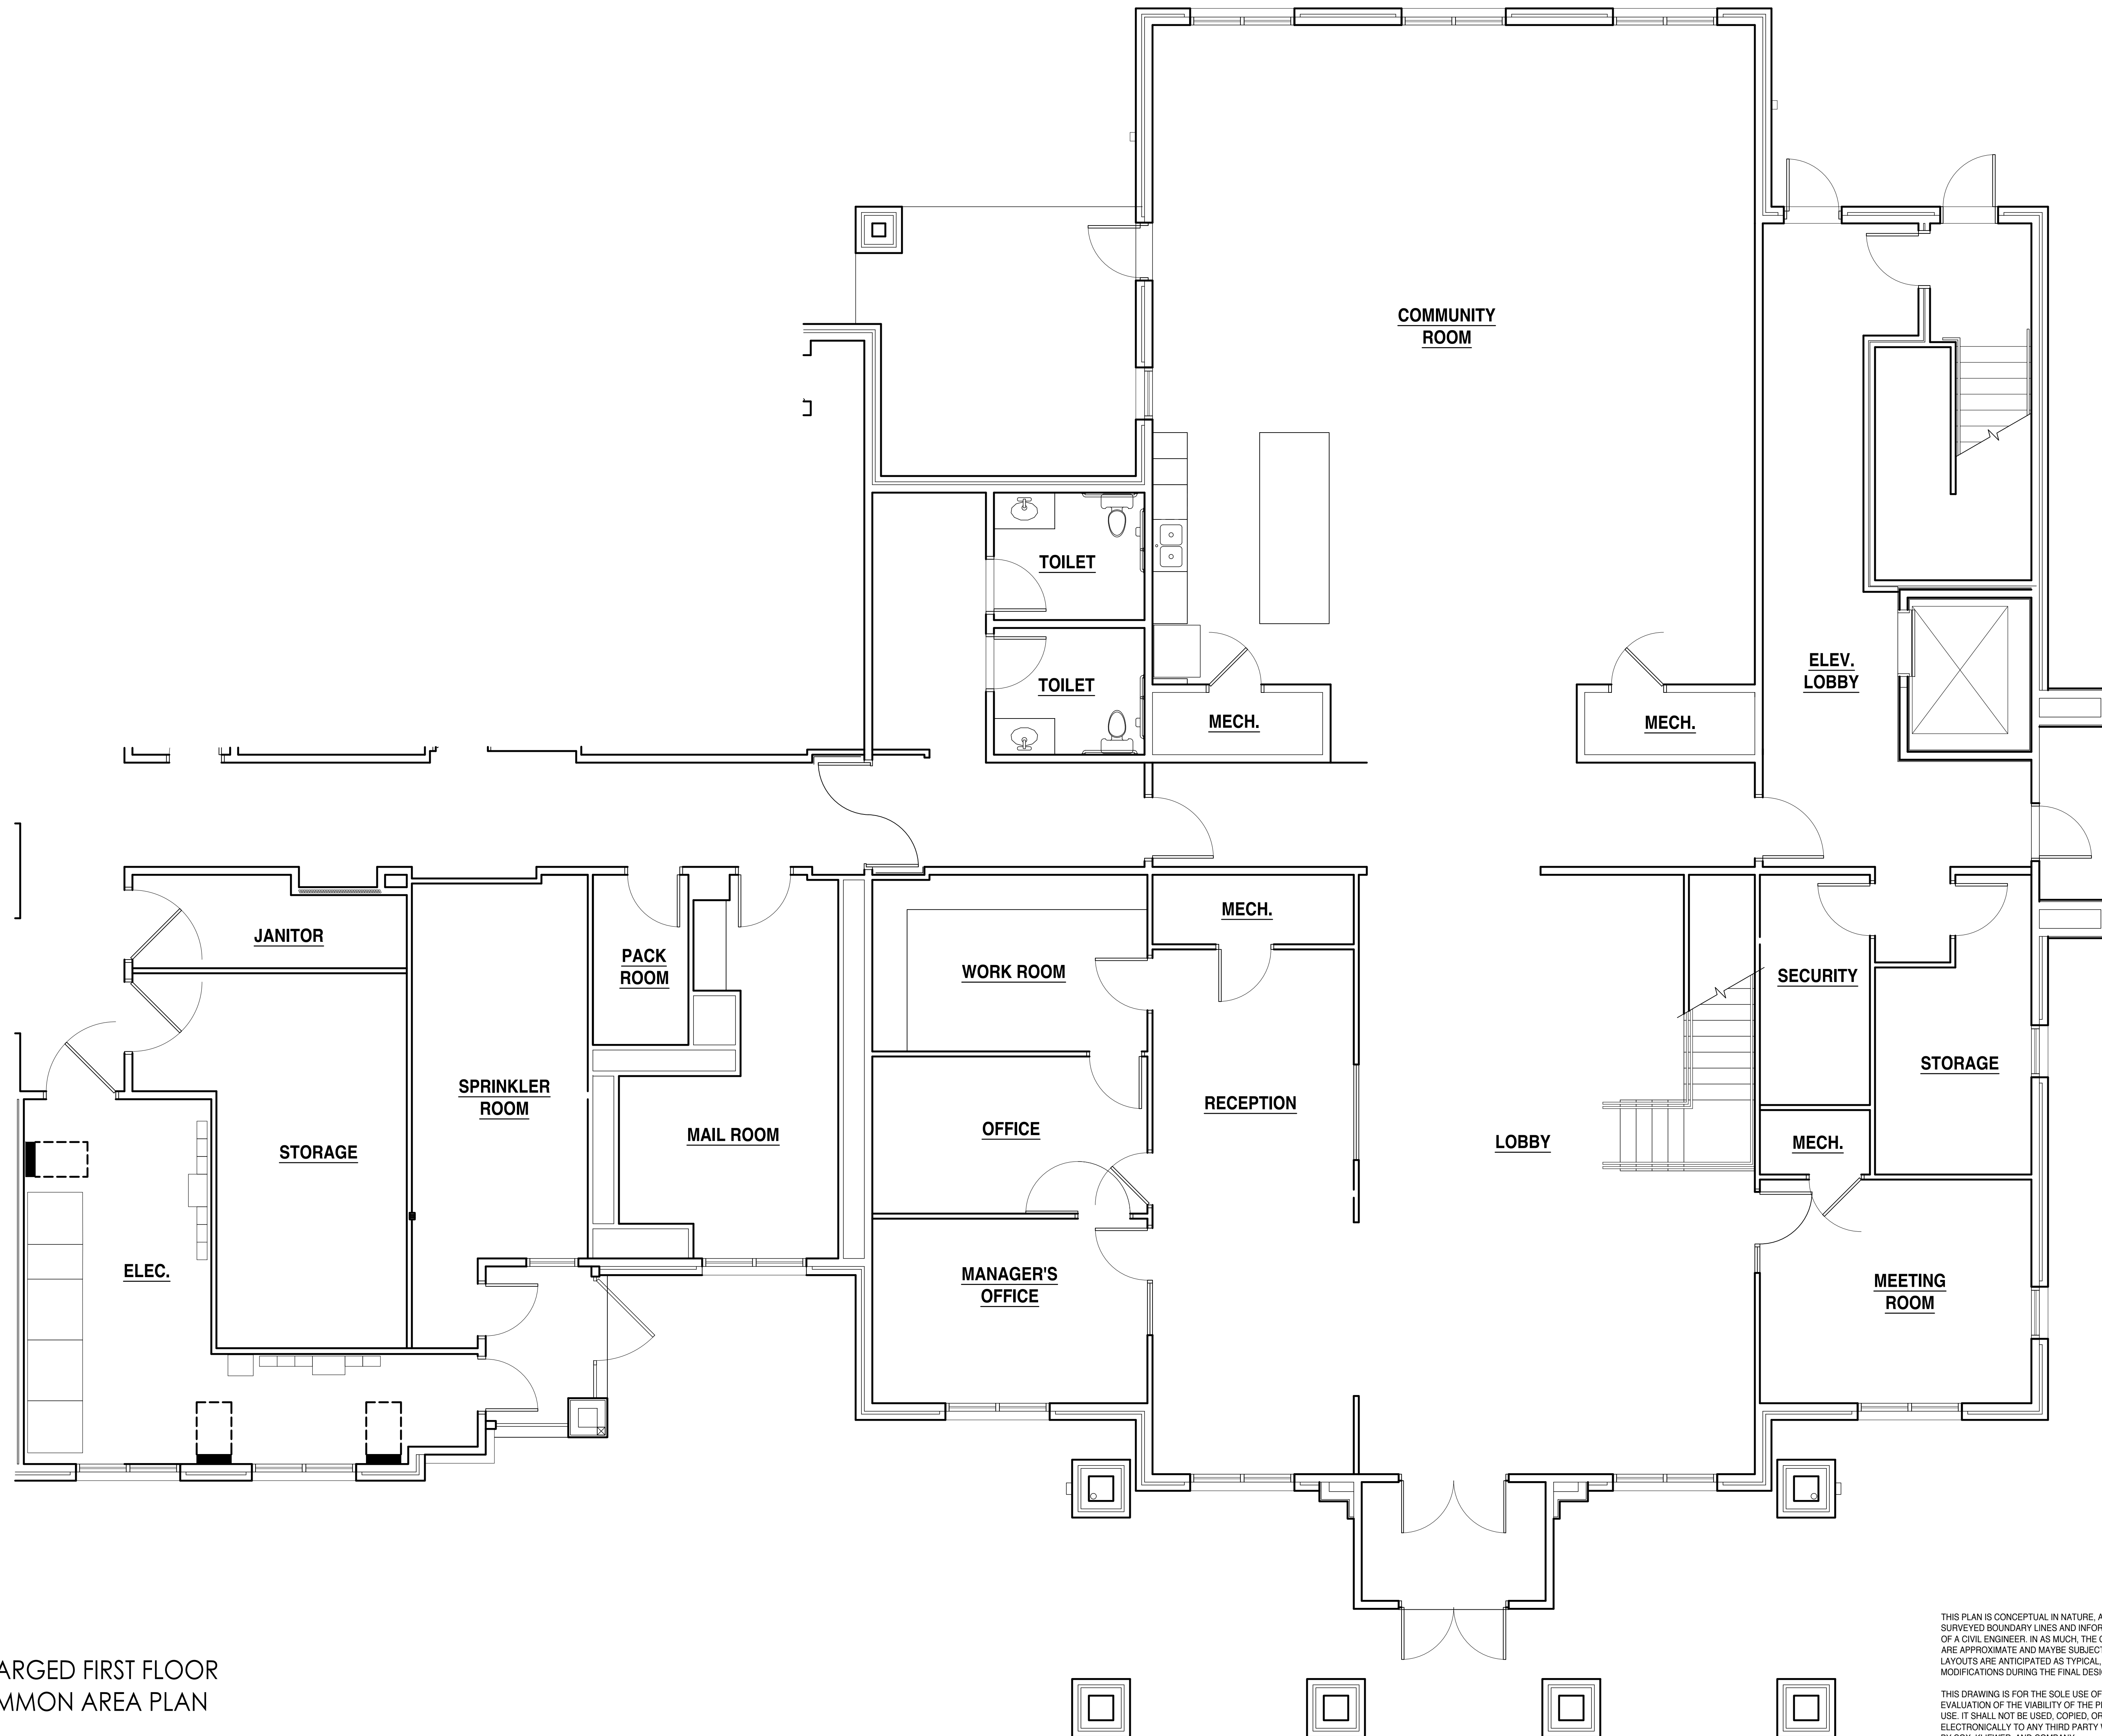 COMMUNITY
ROOM
TOILET
TOILET
MECH.
MECH.
ELEV.
LOBBY
JANITOR
PACK
ROOM
WORK ROOM
MECH.
SECURITY
STORAGE
SPRINKLER
ROOM
RECEPTION
OFFICE
MAIL ROOM
STORAGE
LOBBY
MECH.
ELEC.
MANAGER'S
OFFICE
MEETING
ROOM
ARGED FIRST FLOOR
MMON AREA PLAN
THIS PLAN IS CONCEPTUAL IN NATURE,
SURVEYED BOUNDARY LINES AND INFOR
OF A CIVIL ENGINEER. IN AS MUCH, THE
ARE APPROXIMATE AND MAYBE SUBJECT
LAYOUTS ARE ANTICIPATED AS TYPICAL,
MODIFICATIONS DURING THE FINAL DESI
THIS DRAWING IS FOR THE SOLE USE OF
EVALUATION OF THE VIABILITY OF THE
USE. IT SHALL NOT BE USED, COPIED, OR
ELECTRONICALLY TO ANY THIRD PARTY